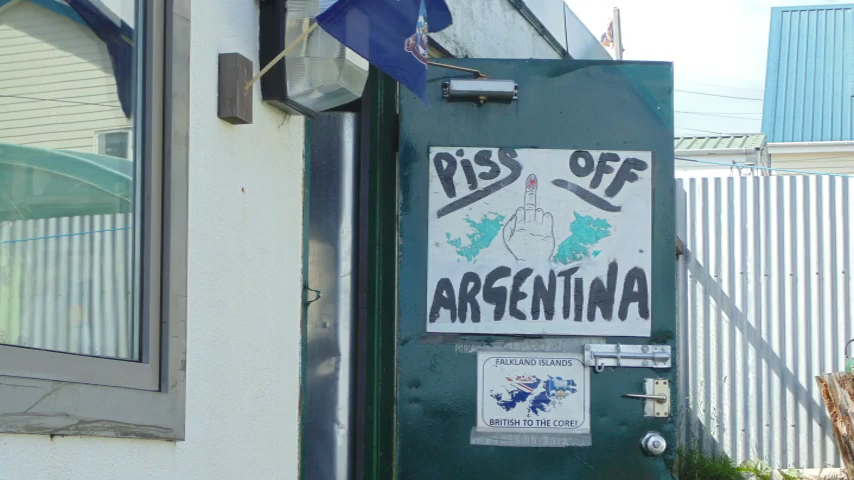 PiSS OFF
ARGENTINA
FALKLAND ISLANDS
BRITISH TO THE CORE!